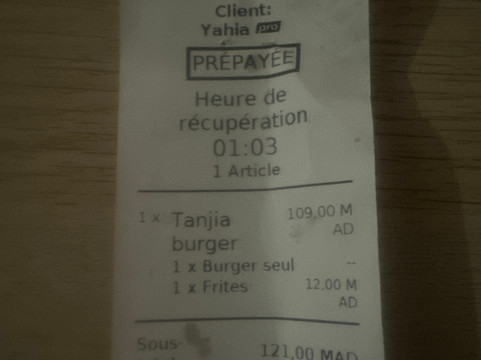 Client:
Yahia pro
PRÉPAYÉE
Heure de
récupération
01:03
1 Article
1 x Tanjia 109,00 M
burger AD
1 x Burger seul --
1 x Frites 12,00 M
AD
Sous- 121,00 MAD